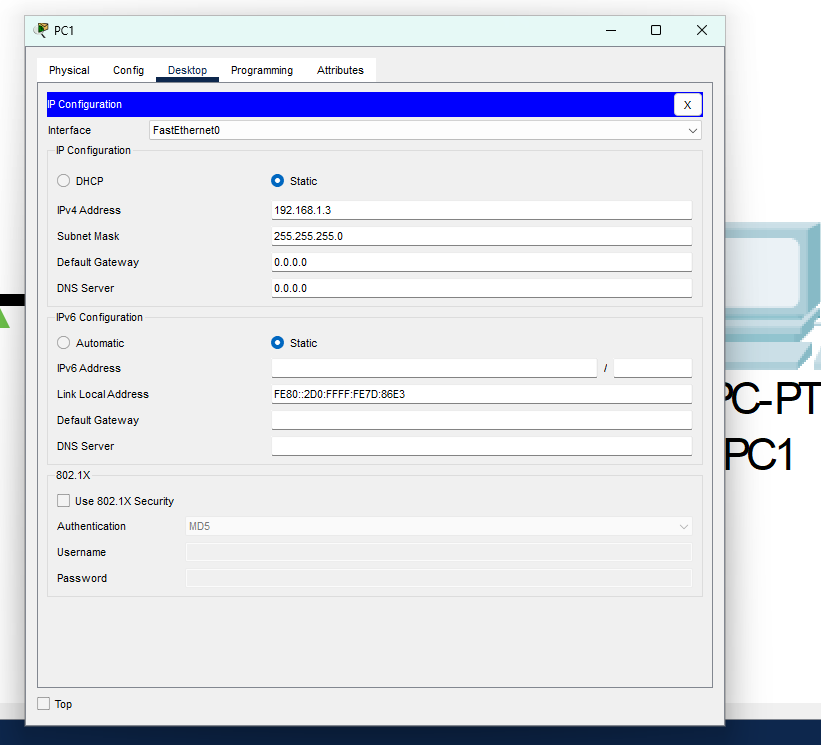 PC1
Physical Config Desktop Programming Attributes
IP Configuration X
Interface FastEthernet0
IP Configuration
DHCP Static
IPv4 Address 192.168.1.3
Subnet Mask 255.255.255.0
Default Gateway 0.0.0.0
DNS Server 0.0.0.0
IPv6 Configuration
Automatic Static
IPv6 Address /
Link Local Address FE80::2D0:FFFF:FE7D:86E3
Default Gateway
DNS Server
802.1X
Use 802.1X Security
Authentication MD5
Username
Password
Top
PC-PT
PC1